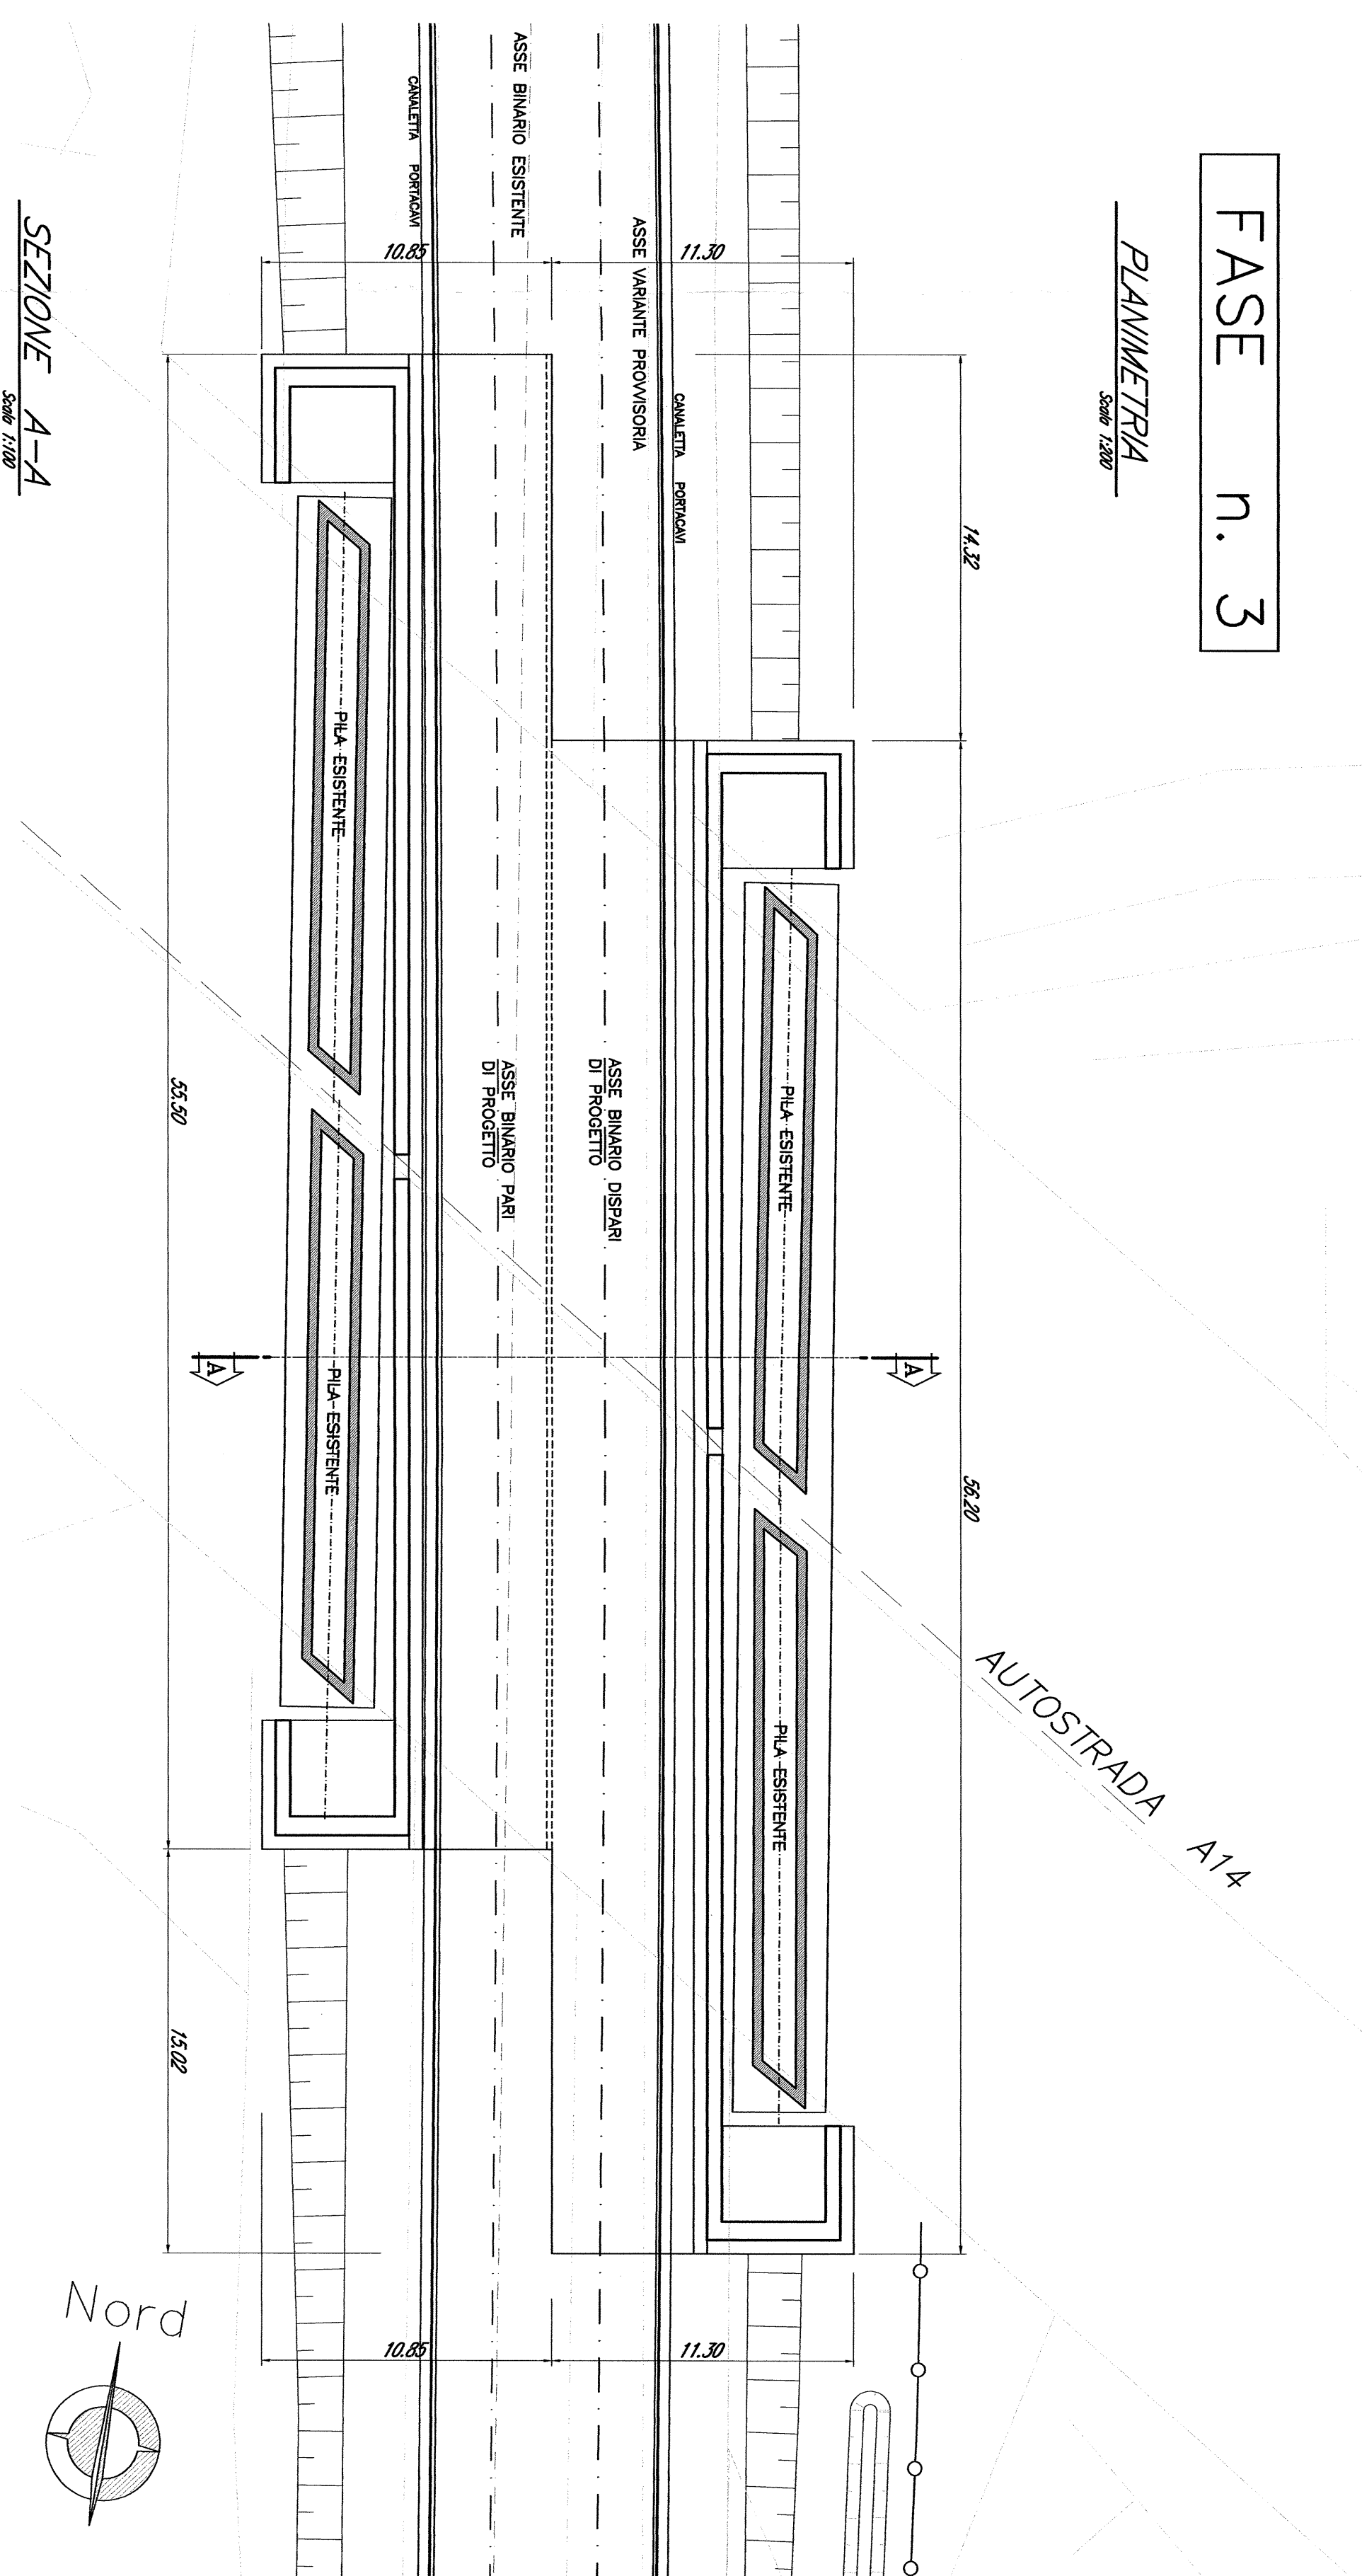 FASE n. 3
PLANIMETRIA
Scala 1:200
14.32
56.20
AUTOSTRADA A14
11.30
CANALETTA PORTACAVI
ASSE VARIANTE PROVVISORIA
PILA ESISTENTE
PILA ESISTENTE
A
11.30
ASSE BINARIO DISPARI
DI PROGETTO
ASSE BINARIO ESISTENTE
ASSE BINARIO PARI
DI PROGETTO
CANALETTA PORTACAVI
10.85
10.85
PILA ESISTENTE
PILA ESISTENTE
A
55.50
15.02
Nord
SEZIONE A-A
Scala 1:100